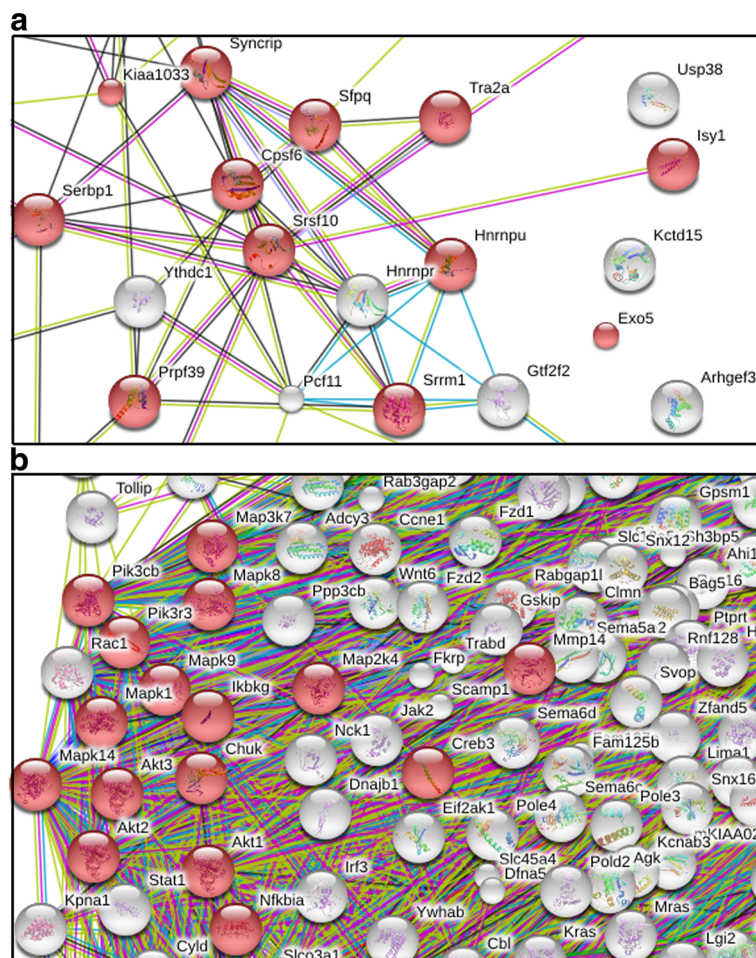 a
Syncrip
Kiaa1033
Usp38
Sfpq
Tra2a
Isy1
Cpsf6
Serbp1
Srsf10
Hnrnpu
Kctd15
Ythdc1
Hnrnpr
Exo5
Prpf39
Pcf11
Srrm1
Gtf2f2
Arhgef3
b
Tollip
Rab3gap2
Gpsm1
Map3k7
Adcy3
Ccne1
Fzd1
Snx12
Ahi1
Pik3cb
Mapk8
Ppp3cb
Wnt6
Fzd2
Rabgap1l
Clmn
Bag5
Pik3r3
Gskip
Ptprt
Rac1
Mapk9
Map2k4
Fkrp
Trabd
Mmp14
Sema5a
Rnf128
Mapk1
Ikbkg
Scamp1
Svop
Jak2
Sema6d
Zfand5
Mapk14
Akt3
Chuk
Nck1
Creb3
Fam125b
Lima1
Dnajb1
Snx16
Akt2
Akt1
Eif2ak1
Pole4
Pole3
Kcnab3
Stat1
Irf3
Slc45a4
Dfna5
Pold2
Agk
Kpna1
Nfkbia
Ywhab
Mras
Cyld
Slco3a1
Cbl
Kras
Lgi2